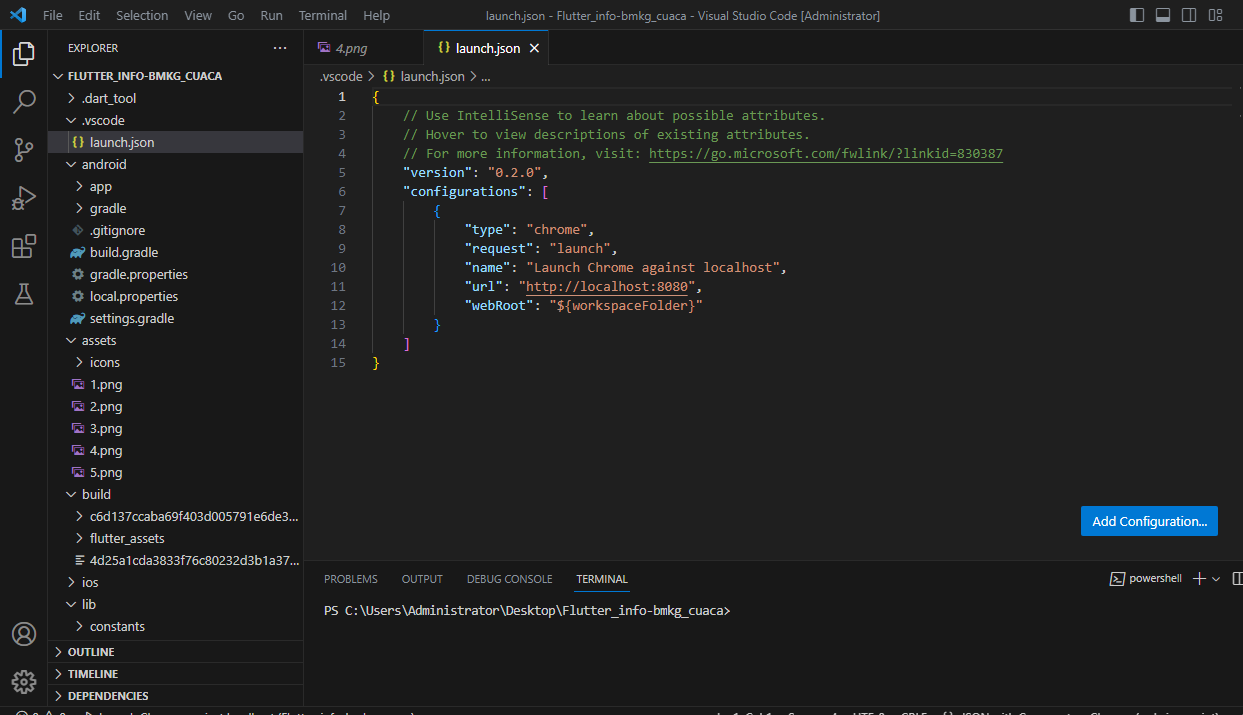 File Edit Selection View Go Run Terminal Help
launch.json - Flutter_info-bmkg_cuaca - Visual Studio Code [Administrator]
EXPLORER
FLUTTER_INFO-BMKG_CUACA
.dart_tool
.vscode
{} launch.json
android
app
gradle
.gitignore
build.gradle
gradle.properties
local.properties
settings.gradle
assets
icons
1.png
2.png
3.png
4.png
5.png
build
c6d137ccaba69f403d005791e6de3...
flutter_assets
4d25a1cda3833f76c80232d3b1a37...
ios
lib
constants
OUTLINE
TIMELINE
DEPENDENCIES
4.png
{} launch.json
.vscode > {} launch.json > ...
1 {
2 // Use IntelliSense to learn about possible attributes.
3 // Hover to view descriptions of existing attributes.
4 // For more information, visit: https://go.microsoft.com/fwlink/?linkid=830387
5 "version": "0.2.0",
6 "configurations": [
7 {
8 "type": "chrome",
9 "request": "launch",
10 "name": "Launch Chrome against localhost",
11 "url": "http://localhost:8080",
12 "webRoot": "${workspaceFolder}"
13 }
14 ]
15 }
Add Configuration...
PROBLEMS OUTPUT DEBUG CONSOLE TERMINAL
powershell
PS C:\Users\Administrator\Desktop\Flutter_info-bmkg_cuaca>